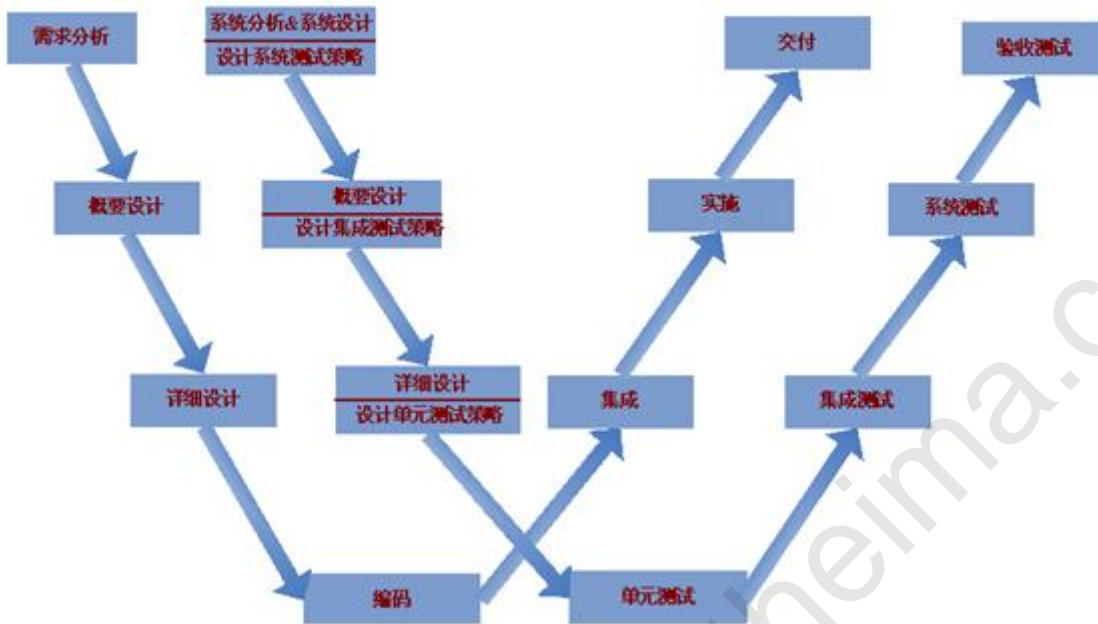 需求分析
系统分析&系统设计
设计系统测试策略
交付
验收测试
概要设计
概要设计
设计集成测试策略
实施
系统测试
详细设计
详细设计
设计单元测试策略
集成
集成测试
编码
单元测试
heima.c